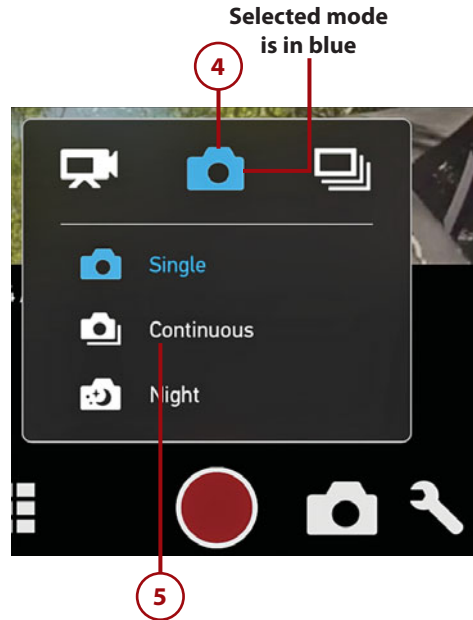 Selected mode
is in blue
4
Single
Continuous
Night
5